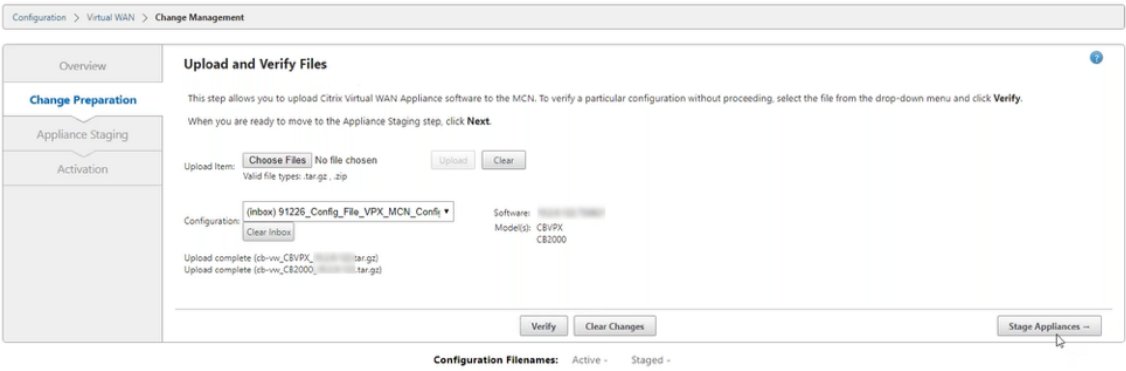 Configuration > Virtual WAN > Change Management
Overview
Change Preparation
Appliance Staging
Activation
Upload and Verify Files
?
This step allows you to upload Citrix Virtual WAN Appliance software to the MCN. To verify a particular configuration without proceeding, select the file from the drop-down menu and click Verify.
When you are ready to move to the Appliance Staging step, click Next.
Upload Item: Choose Files No file chosen Upload Clear
Valid file types: .tar.gz , .zip
Configuration: (inbox) 91226_Config_File_VPX_MCN_Config
Clear Inbox
Software:
Model(s): CBVPX
CB2000
Upload complete (cb-vw_CBVPX_ tar.gz)
Upload complete (cb-vw_CB2000_ .tar.gz)
Verify Clear Changes Stage Appliances →
Configuration Filenames: Active - Staged -